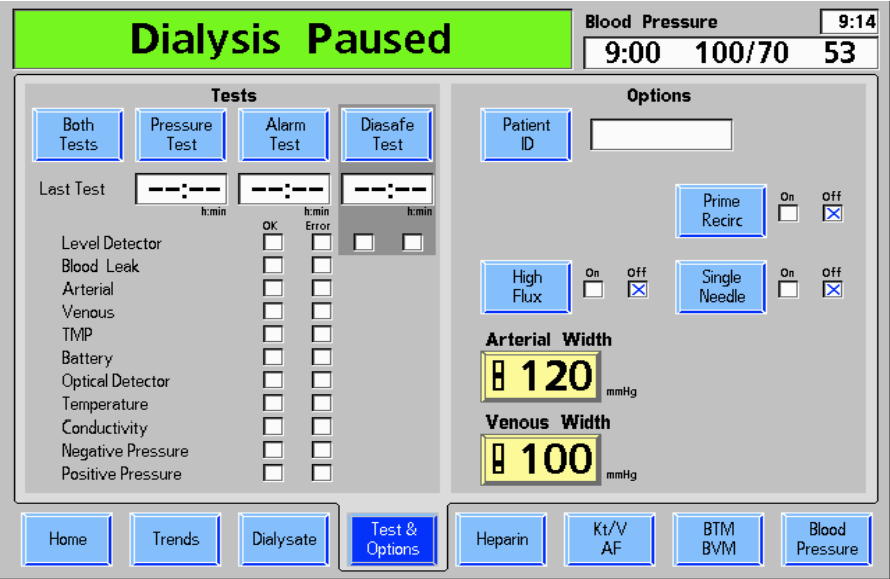 Dialysis Paused
Blood Pressure 9:14
9:00 100/70 53
Tests
Both Tests
Pressure Test
Alarm Test
Diasafe Test
Last Test --:-- --:-- --:--
h:min h:min h:min
OK Error
Level Detector
Blood Leak
Arterial
Venous
TMP
Battery
Optical Detector
Temperature
Conductivity
Negative Pressure
Positive Pressure
Options
Patient ID
Prime Recirc
On Off
High Flux
On Off
Single Needle
On Off
Arterial Width
120 mmHg
Venous Width
100 mmHg
Home
Trends
Dialysate
Test & Options
Heparin
Kt/V AF
BTM BVM
Blood Pressure